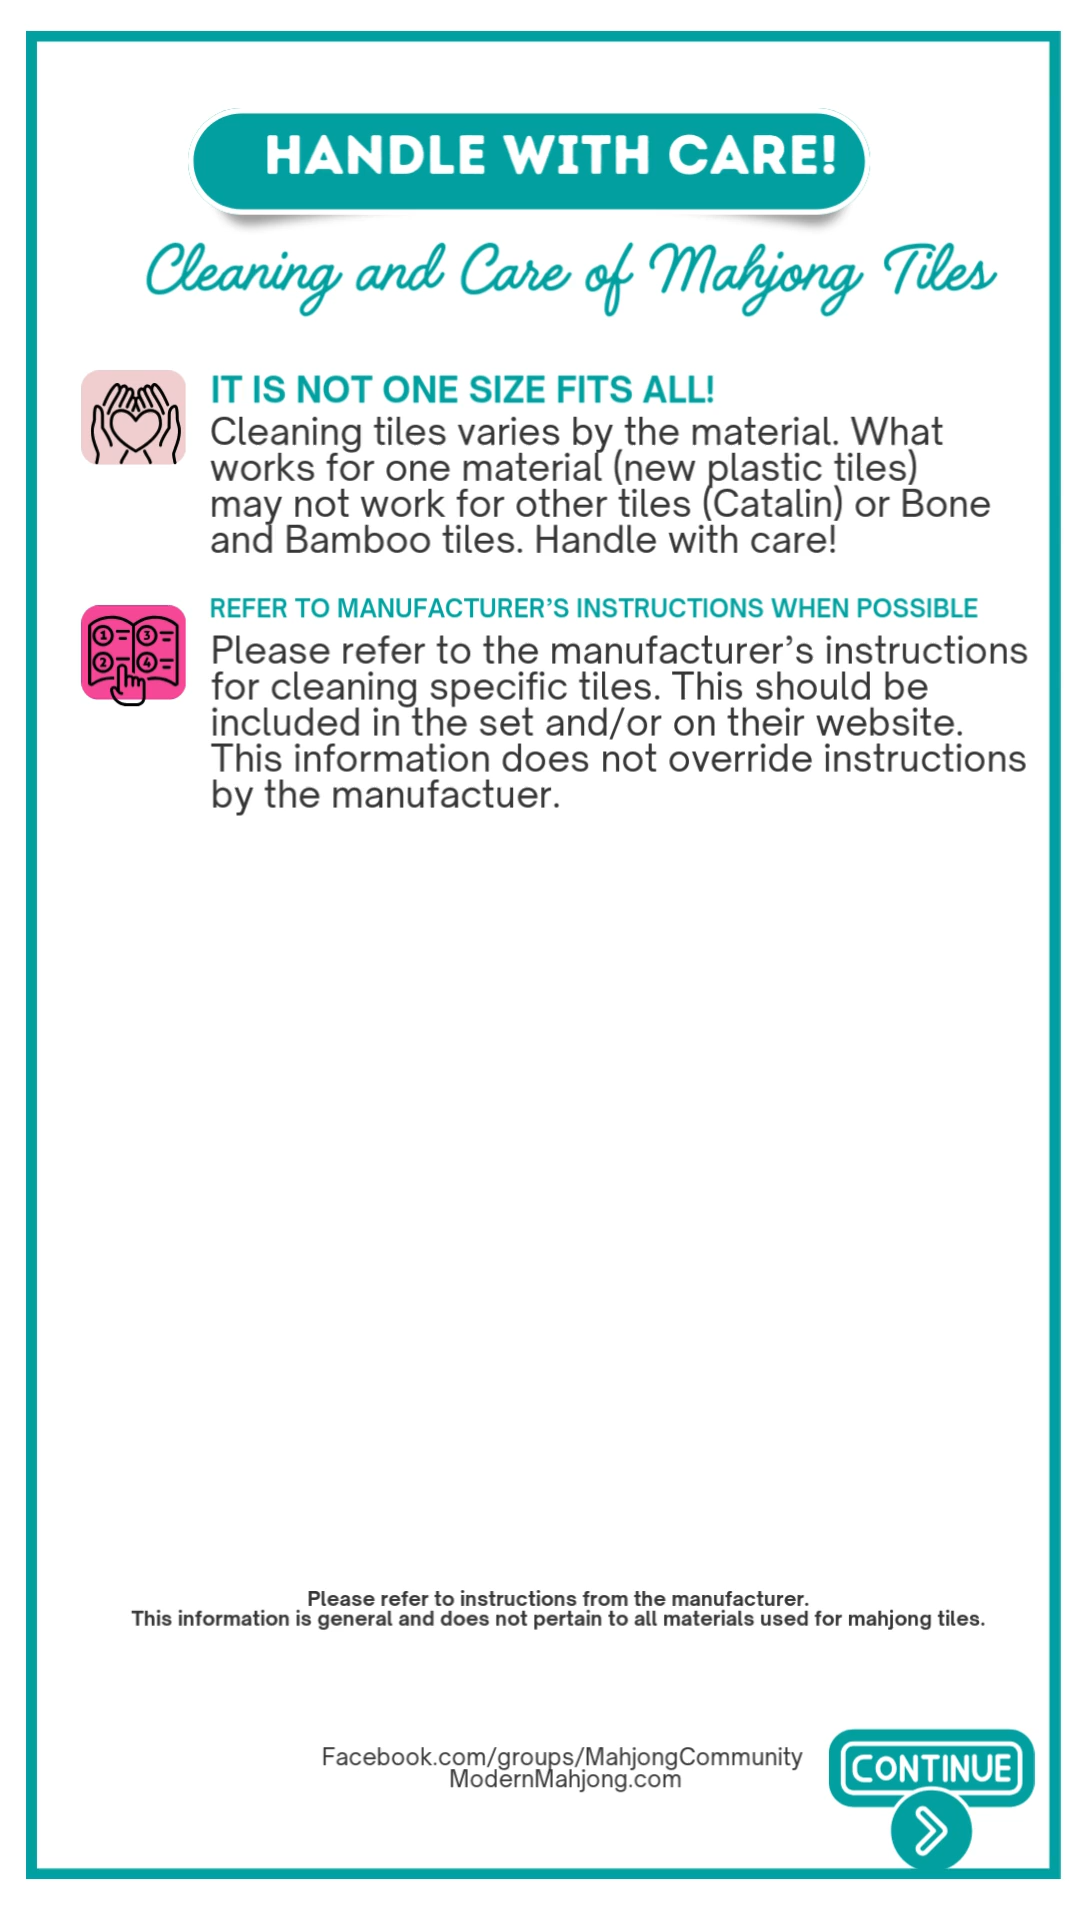 HANDLE WITH CARE!
Cleaning and Care of Mahjong Tiles
IT IS NOT ONE SIZE FITS ALL!
Cleaning tiles varies by the material. What
works for one material (new plastic tiles)
may not work for other tiles (Catalin) or Bone
and Bamboo tiles. Handle with care!
1 3
2 4
REFER TO MANUFACTURER’S INSTRUCTIONS WHEN POSSIBLE
Please refer to the manufacturer’s instructions
for cleaning specific tiles. This should be
included in the set and/or on their website.
This information does not override instructions
by the manufactuer.
Please refer to instructions from the manufacturer.
This information is general and does not pertain to all materials used for mahjong tiles.
Facebook.com/groups/MahjongCommunity
ModernMahjong.com
CONTINUE